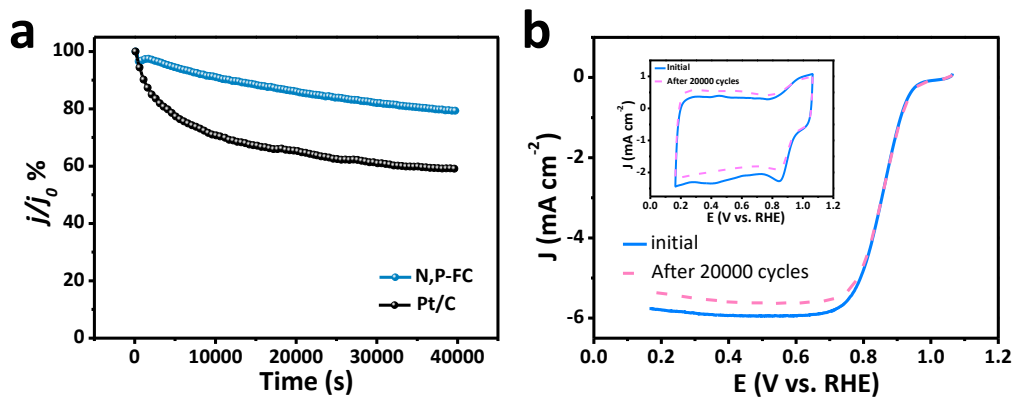 a
j/j0 %
100
80
60
40
20
0
N,P-FC
Pt/C
0
10000
20000
30000
40000
Time (s)
b
J (mA cm-2)
0
-2
-4
-6
Initial
After 20000 cycles
J (mA cm-2)
1
0
-1
-2
0.0
0.2
0.4
0.6
0.8
1.0
1.2
E (V vs. RHE)
initial
After 20000 cycles
0.0
0.2
0.4
0.6
0.8
1.0
1.2
E (V vs. RHE)